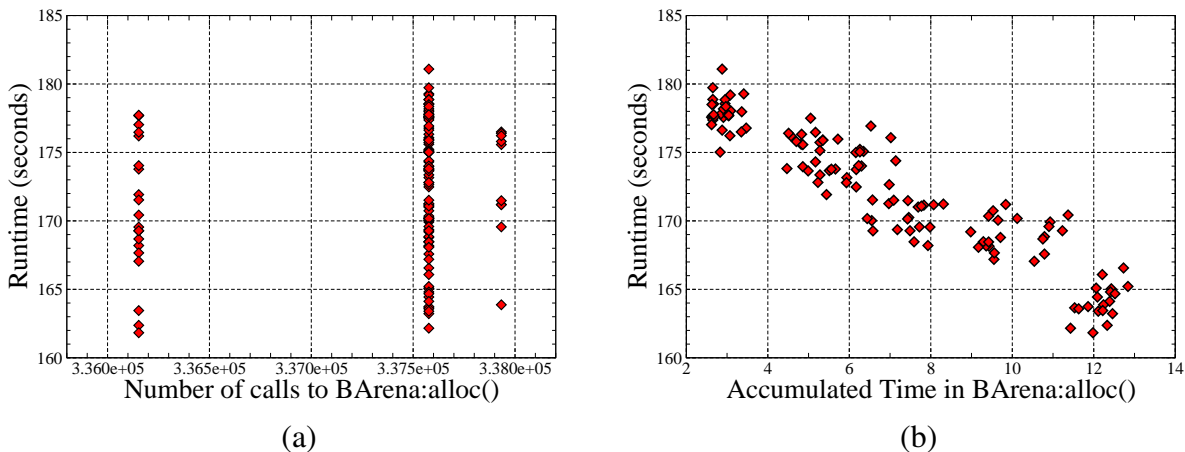 185
180
175
170
165
160
Runtime (seconds)
3.360e+05 3.365e+05 3.370e+05 3.375e+05 3.380e+05
Number of calls to BArena:alloc()
(a)
185
180
175
170
165
160
Runtime (seconds)
2 4 6 8 10 12 14
Accumulated Time in BArena:alloc()
(b)